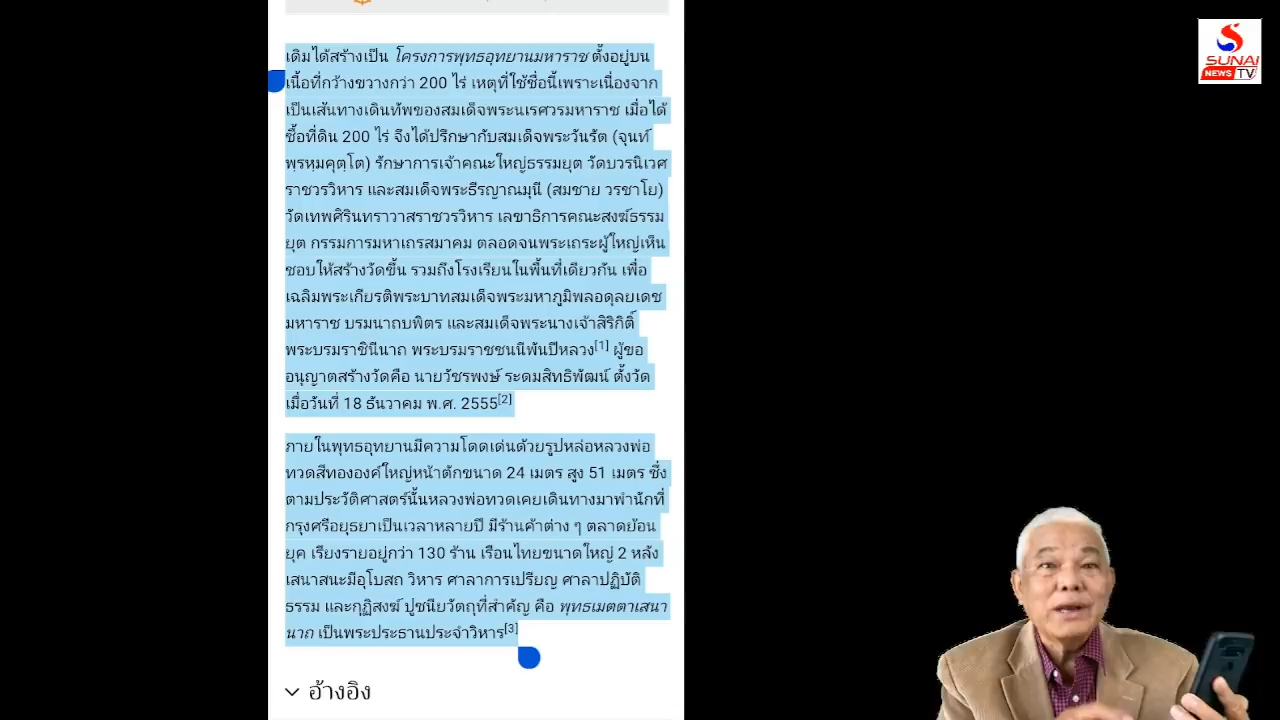 เดิมได้สร้างเป็น โครงการพุทธอุทยานมหาราช ตั้งอยู่บน
เนื้อที่กว้างขวางกว่า 200 ไร่ เหตุที่ใช้ชื่อนี้เพราะเนื่องจาก
เป็นเส้นทางเดินทัพของสมเด็จพระนเรศวรมหาราช เมื่อได้
ซื้อที่ดิน 200 ไร่ จึงได้ปรึกษากับสมเด็จพระวันรัต (จุนท์
พฺรหฺมคุตฺโต) รักษาการเจ้าคณะใหญ่ธรรมยุต วัดบวรนิเวศ
ราชวรวิหาร และสมเด็จพระธีรญาณมุนี (สมชาย วรชาโย)
วัดเทพศิรินทราวาสราชวรวิหาร เลขาธิการคณะสงฆ์ธรรม
ยุต กรรมการมหาเถรสมาคม ตลอดจนพระเถระผู้ใหญ่เห็น
ชอบให้สร้างวัดขึ้น รวมถึงโรงเรียนในพื้นที่เดียวกัน เพื่อ
เฉลิมพระเกียรติพระบาทสมเด็จพระมหาภูมิพลอดุลยเดช
มหาราช บรมนาถบพิตร และสมเด็จพระนางเจ้าสิริกิติ์
พระบรมราชินีนาถ พระบรมราชชนนีพันปีหลวง[1] ผู้ขอ
อนุญาตสร้างวัดคือ นายวัชรพงษ์ ระดมสิทธิพัฒน์ ตั้งวัด
เมื่อวันที่ 18 ธันวาคม พ.ศ. 2555[2]
ภายในพุทธอุทยานมีความโดดเด่นด้วยรูปหล่อหลวงพ่อ
ทวดสีทององค์ใหญ่หน้าตักขนาด 24 เมตร สูง 51 เมตร ซึ่ง
ตามประวัติศาสตร์นั้นหลวงพ่อทวดเคยเดินทางมาพำนักที่
กรุงศรีอยุธยาเป็นเวลาหลายปี มีร้านค้าต่าง ๆ ตลาดย้อน
ยุค เรียงรายอยู่กว่า 130 ร้าน เรือนไทยขนาดใหญ่ 2 หลัง
เสนาสนะมีอุโบสถ วิหาร ศาลาการเปรียญ ศาลาปฏิบัติ
ธรรม และกุฏิสงฆ์ ปูชนียวัตถุที่สำคัญ คือ พุทธเมตตาเสนา
นาถ เป็นพระประธานประจำวิหาร[3]
อ้างอิง
SUNAI
NEWS TV